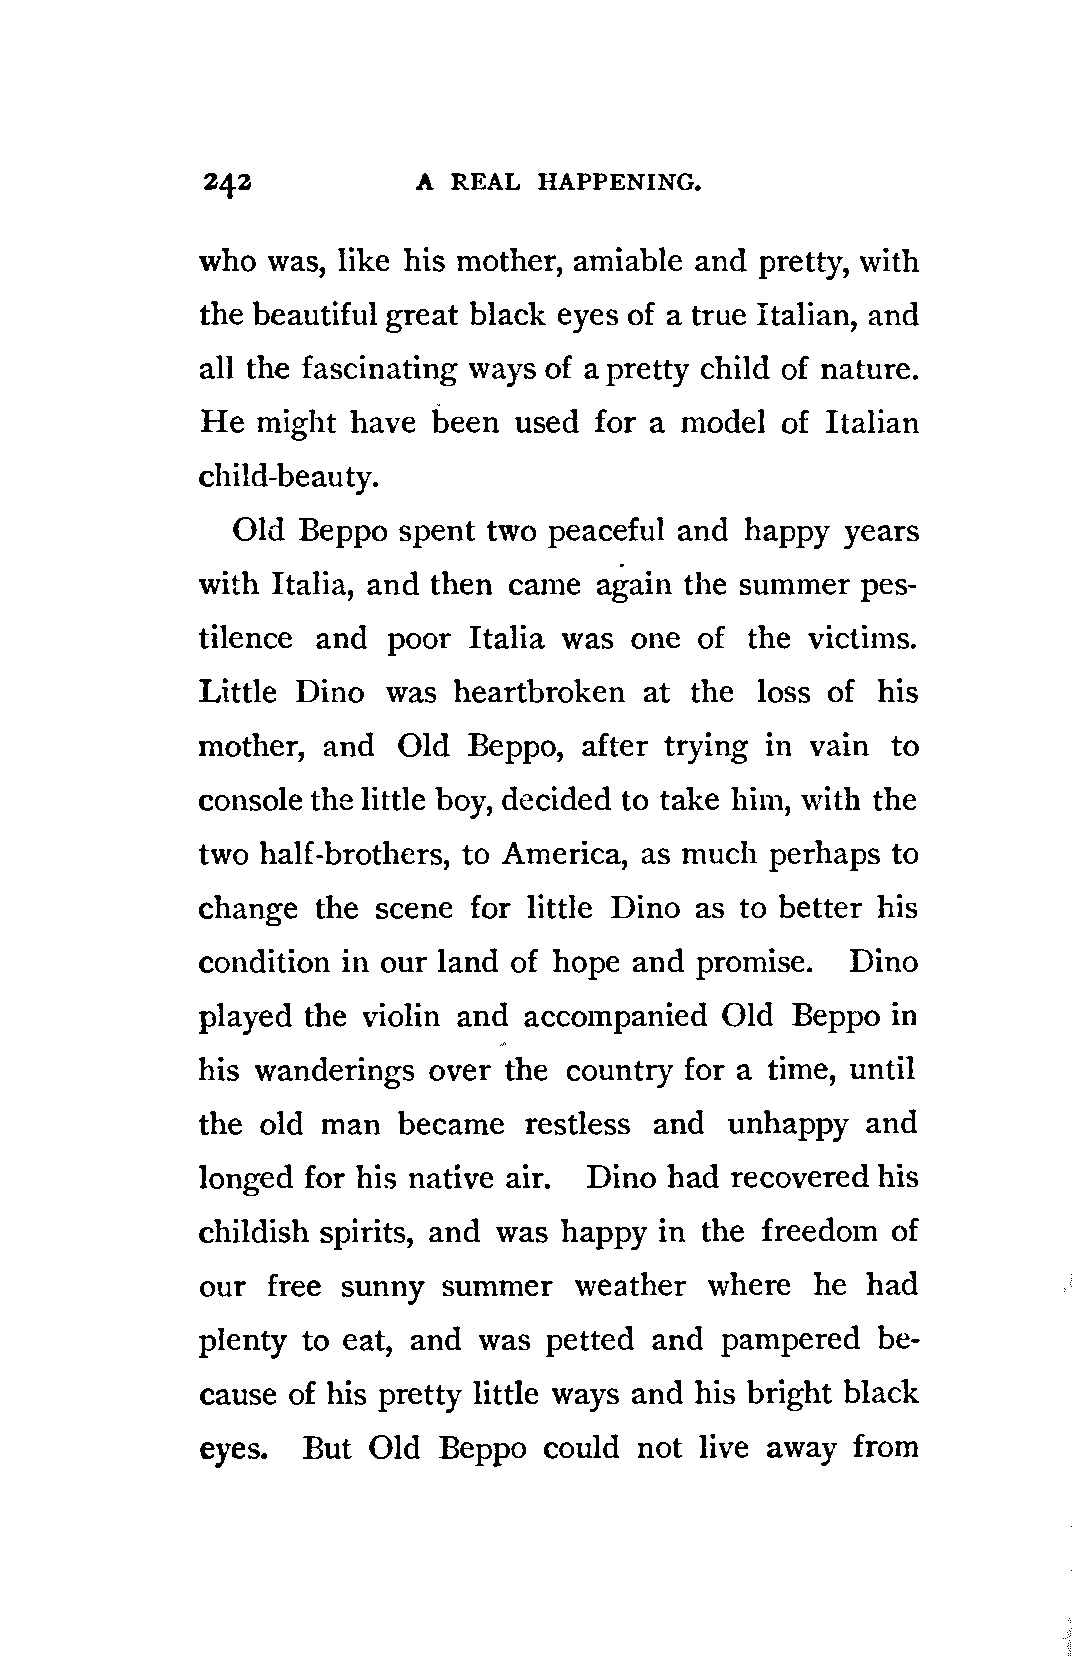 242 A REAL HAPPENING.
who was, like his mother, amiable and pretty, with
the beautiful great black eyes of a true Italian, and
all the fascinating ways of a pretty child of nature.
He might have been used for a model of Italian
child-beauty.
Old Beppo spent two peaceful and happy years
with Italia, and then came again the summer pes-
tilence and poor Italia was one of the victims.
Little Dino was heartbroken at the loss of his
mother, and Old Beppo, after trying in vain to
console the little boy, decided to take him, with the
two half-brothers, to America, as much perhaps to
change the scene for little Dino as to better his
condition in our land of hope and promise. Dino
played the violin and accompanied Old Beppo in
his wanderings over the country for a time, until
the old man became restless and unhappy and
longed for his native air. Dino had recovered his
childish spirits, and was happy in the freedom of
our free sunny summer weather where he had
plenty to eat, and was petted and pampered be-
cause of his pretty little ways and his bright black
eyes. But Old Beppo could not live away from